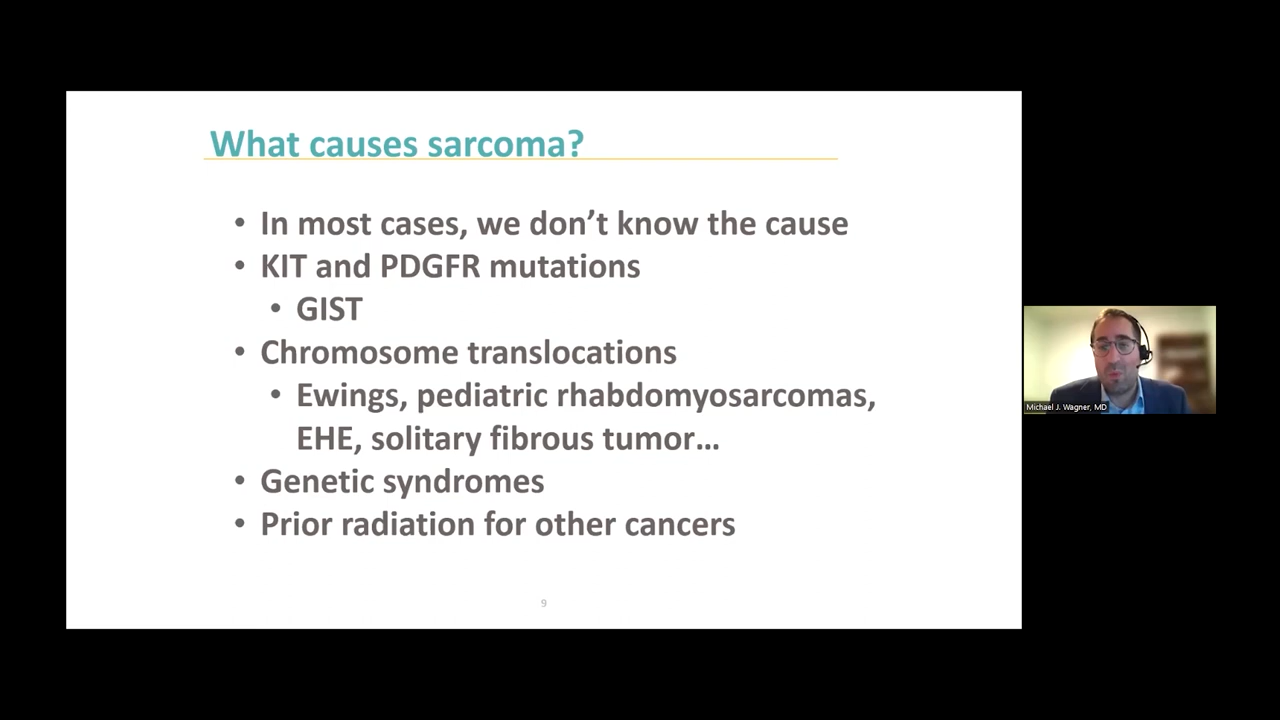 What causes sarcoma?
• In most cases, we don’t know the cause
• KIT and PDGFR mutations
• GIST
• Chromosome translocations
• Ewings, pediatric rhabdomyosarcomas,
EHE, solitary fibrous tumor…
• Genetic syndromes
• Prior radiation for other cancers
9
Michael J. Wagner, MD